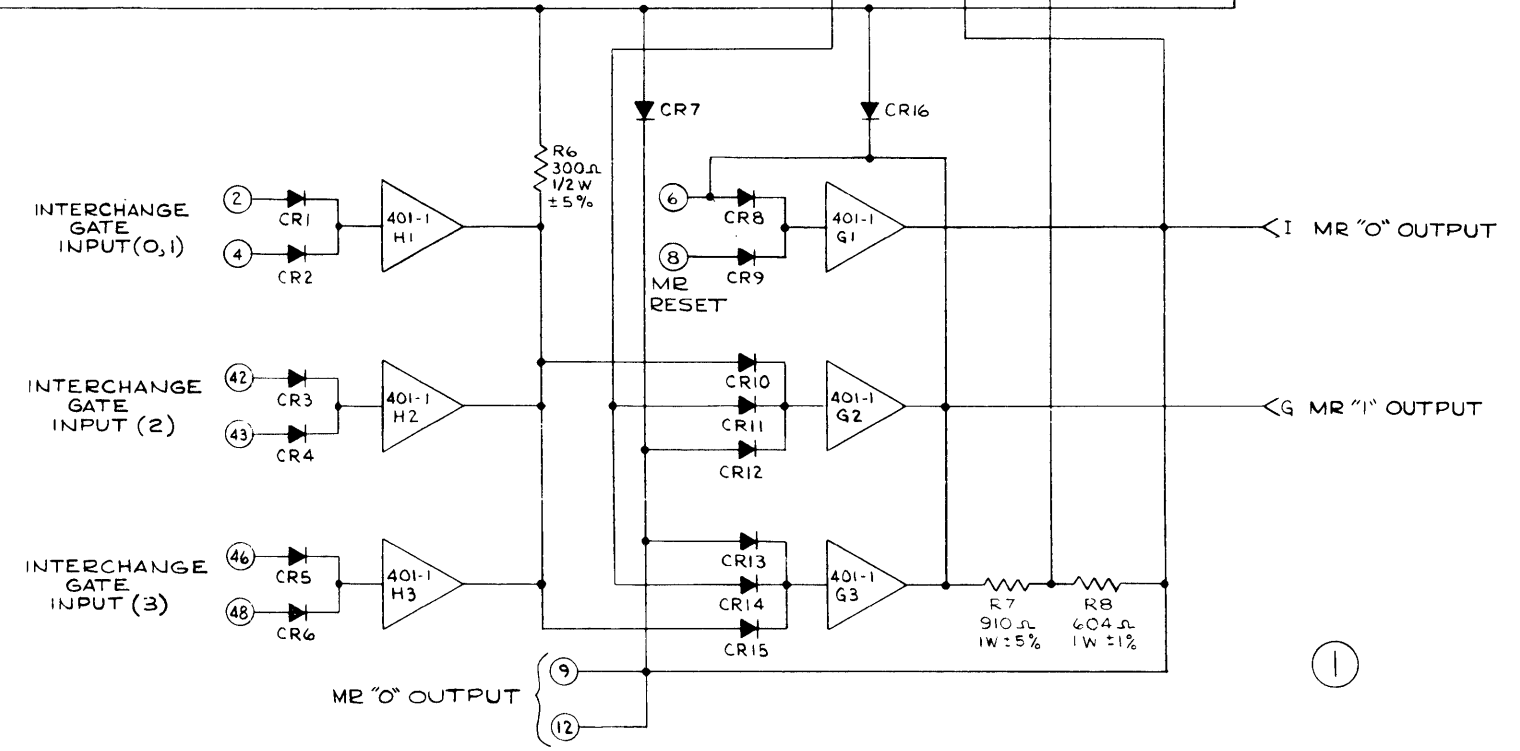 CR7
CR16
R6
300Ω
1/2W
±5%
INTERCHANGE
GATE
INPUT(0,1)
2
CR1
4
CR2
401-1
H1
6
CR8
8
CR9
MR
RESET
401-1
G1
I MR "0" OUTPUT
INTERCHANGE
GATE
INPUT (2)
42
CR3
43
CR4
401-1
H2
CR10
CR11
CR12
401-1
G2
G MR "1" OUTPUT
INTERCHANGE
GATE
INPUT (3)
46
CR5
48
CR6
401-1
H3
CR13
CR14
CR15
401-1
G3
R7
910Ω
1W±5%
R8
604Ω
1W ±1%
MR "0" OUTPUT
9
12
1